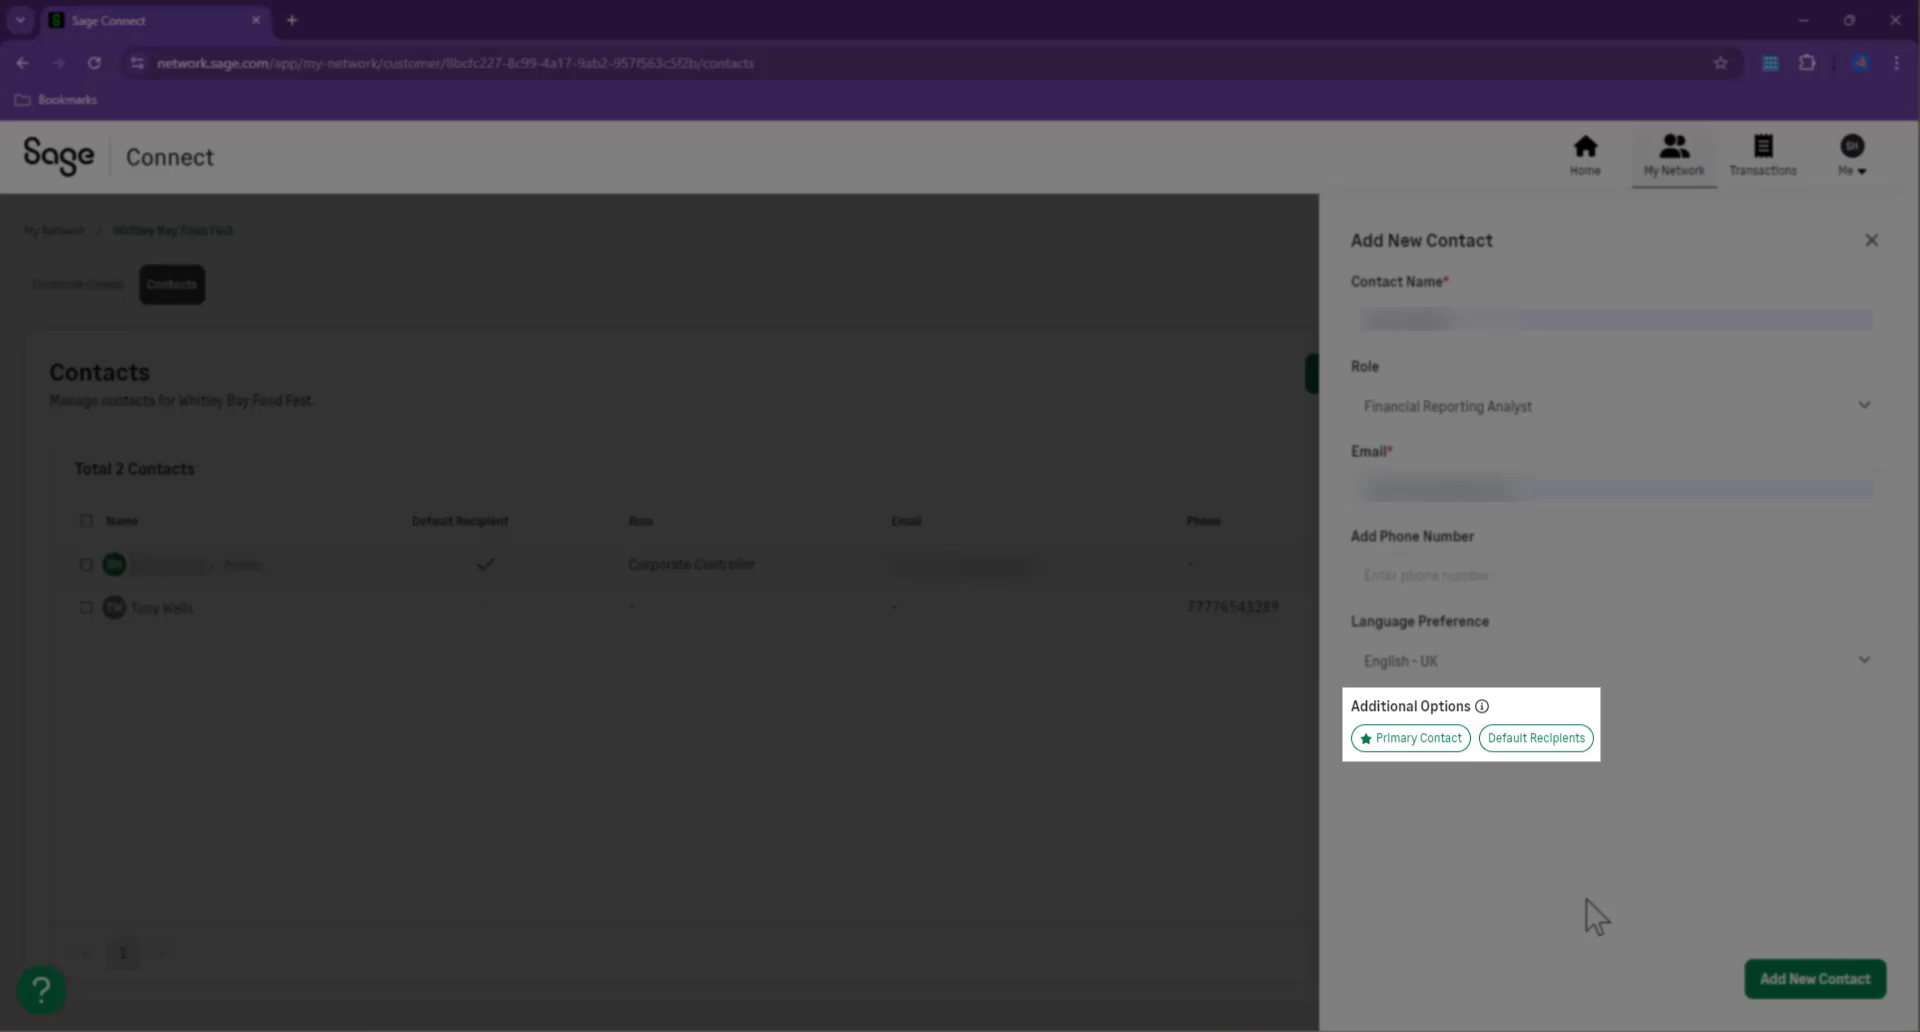 Sage Connect
network.sage.com/app/my-network/customer/8bcfc227-8c99-4a17-9ab2-957f563c5f2b/contacts
Bookmarks
Sage Connect
Home
My Network
Transactions
SH
Me
My Network / Whitley Bay Food Fest
Customer Details
Contacts
Contacts
Manage contacts for Whitley Bay Food Fest.
Total 2 Contacts
Name Default Recipient Role Email Phone
SH Corporate Controller -
TW Tony Wells - - 77776543289
1
?
Add New Contact
Contact Name*
Role
Financial Reporting Analyst
Email*
Add Phone Number
Enter phone number
Language Preference
English - UK
Additional Options
Primary Contact
Default Recipients
Add New Contact